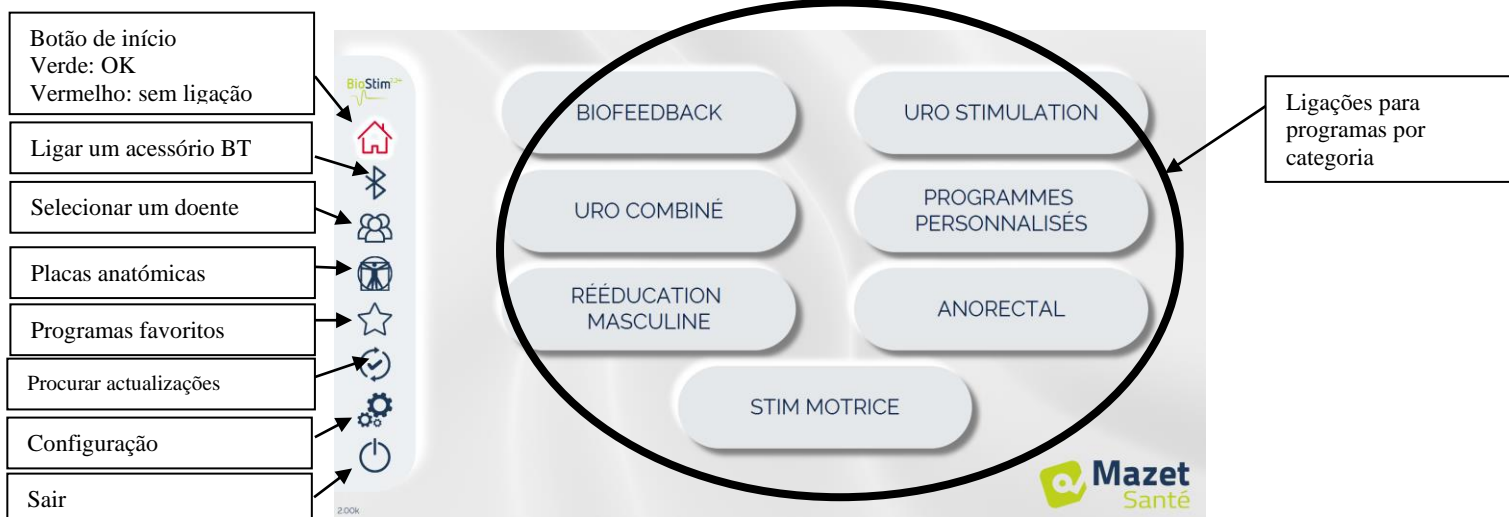 Botão de início
Verde: OK
Vermelho: sem ligação
Ligar um acessório BT
Selecionar um doente
Placas anatómicas
Programas favoritos
Procurar actualizações
Configuração
Sair
BioStim
BIOFEEDBACK
URO STIMULATION
URO COMBINÉ
PROGRAMMES
PERSONNALISÉS
RÉÉDUCATION
MASCULINE
ANORECTAL
STIM MOTRICE
Mazet
Santé
2.00k
Ligações para
programas por
categoria